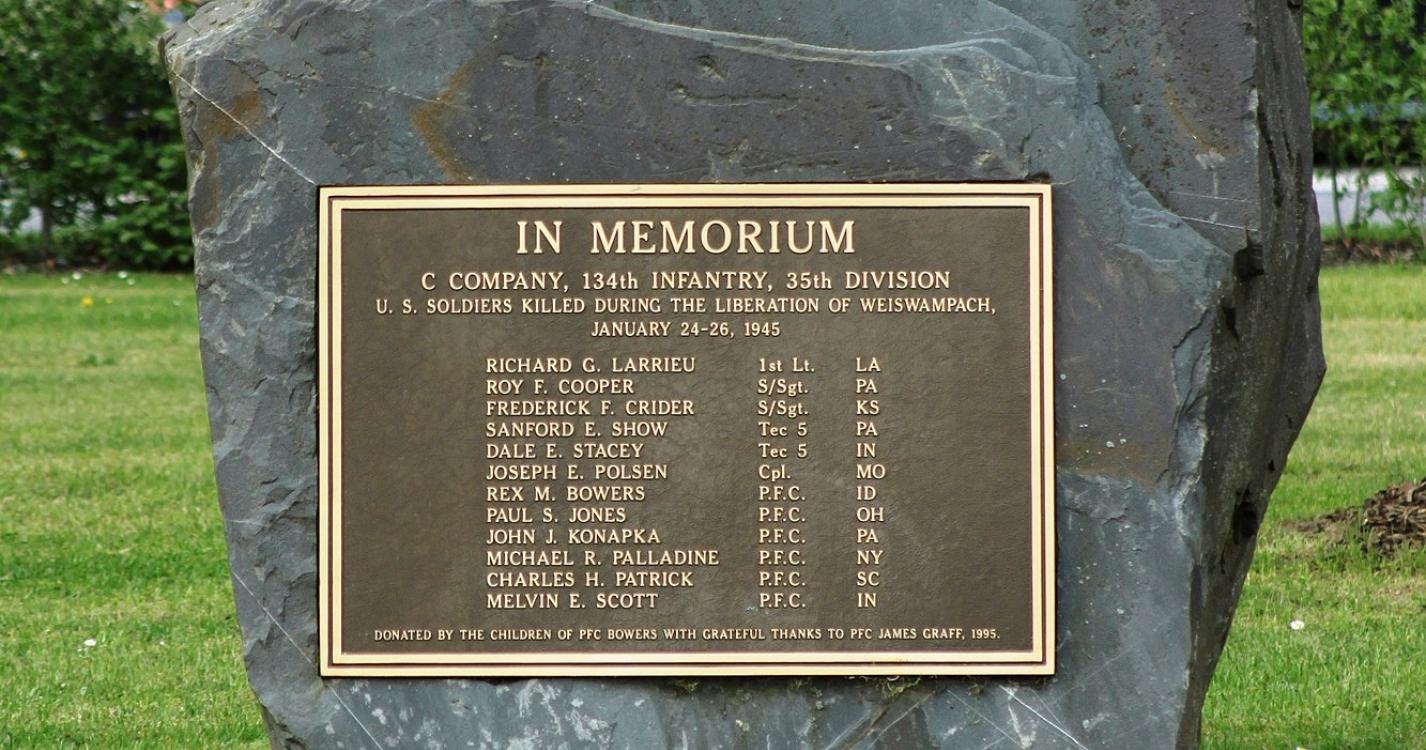 IN MEMORIUM
C COMPANY, 134th INFANTRY, 35th DIVISION
U. S. SOLDIERS KILLED DURING THE LIBERATION OF WEISWAMPACH,
JANUARY 24-26, 1945
RICHARD G. LARRIEU 1st Lt. LA
ROY F. COOPER S/Sgt. PA
FREDERICK F. CRIDER S/Sgt. KS
SANFORD E. SHOW Tec 5 PA
DALE E. STACEY Tec 5 IN
JOSEPH E. POLSEN Cpl. MO
REX M. BOWERS P.F.C. ID
PAUL S. JONES P.F.C. OH
JOHN J. KONAPKA P.F.C. PA
MICHAEL R. PALLADINE P.F.C. NY
CHARLES H. PATRICK P.F.C. SC
MELVIN E. SCOTT P.F.C. IN
DONATED BY THE CHILDREN OF PFC BOWERS WITH GRATEFUL THANKS TO PFC JAMES GRAFF, 1995.